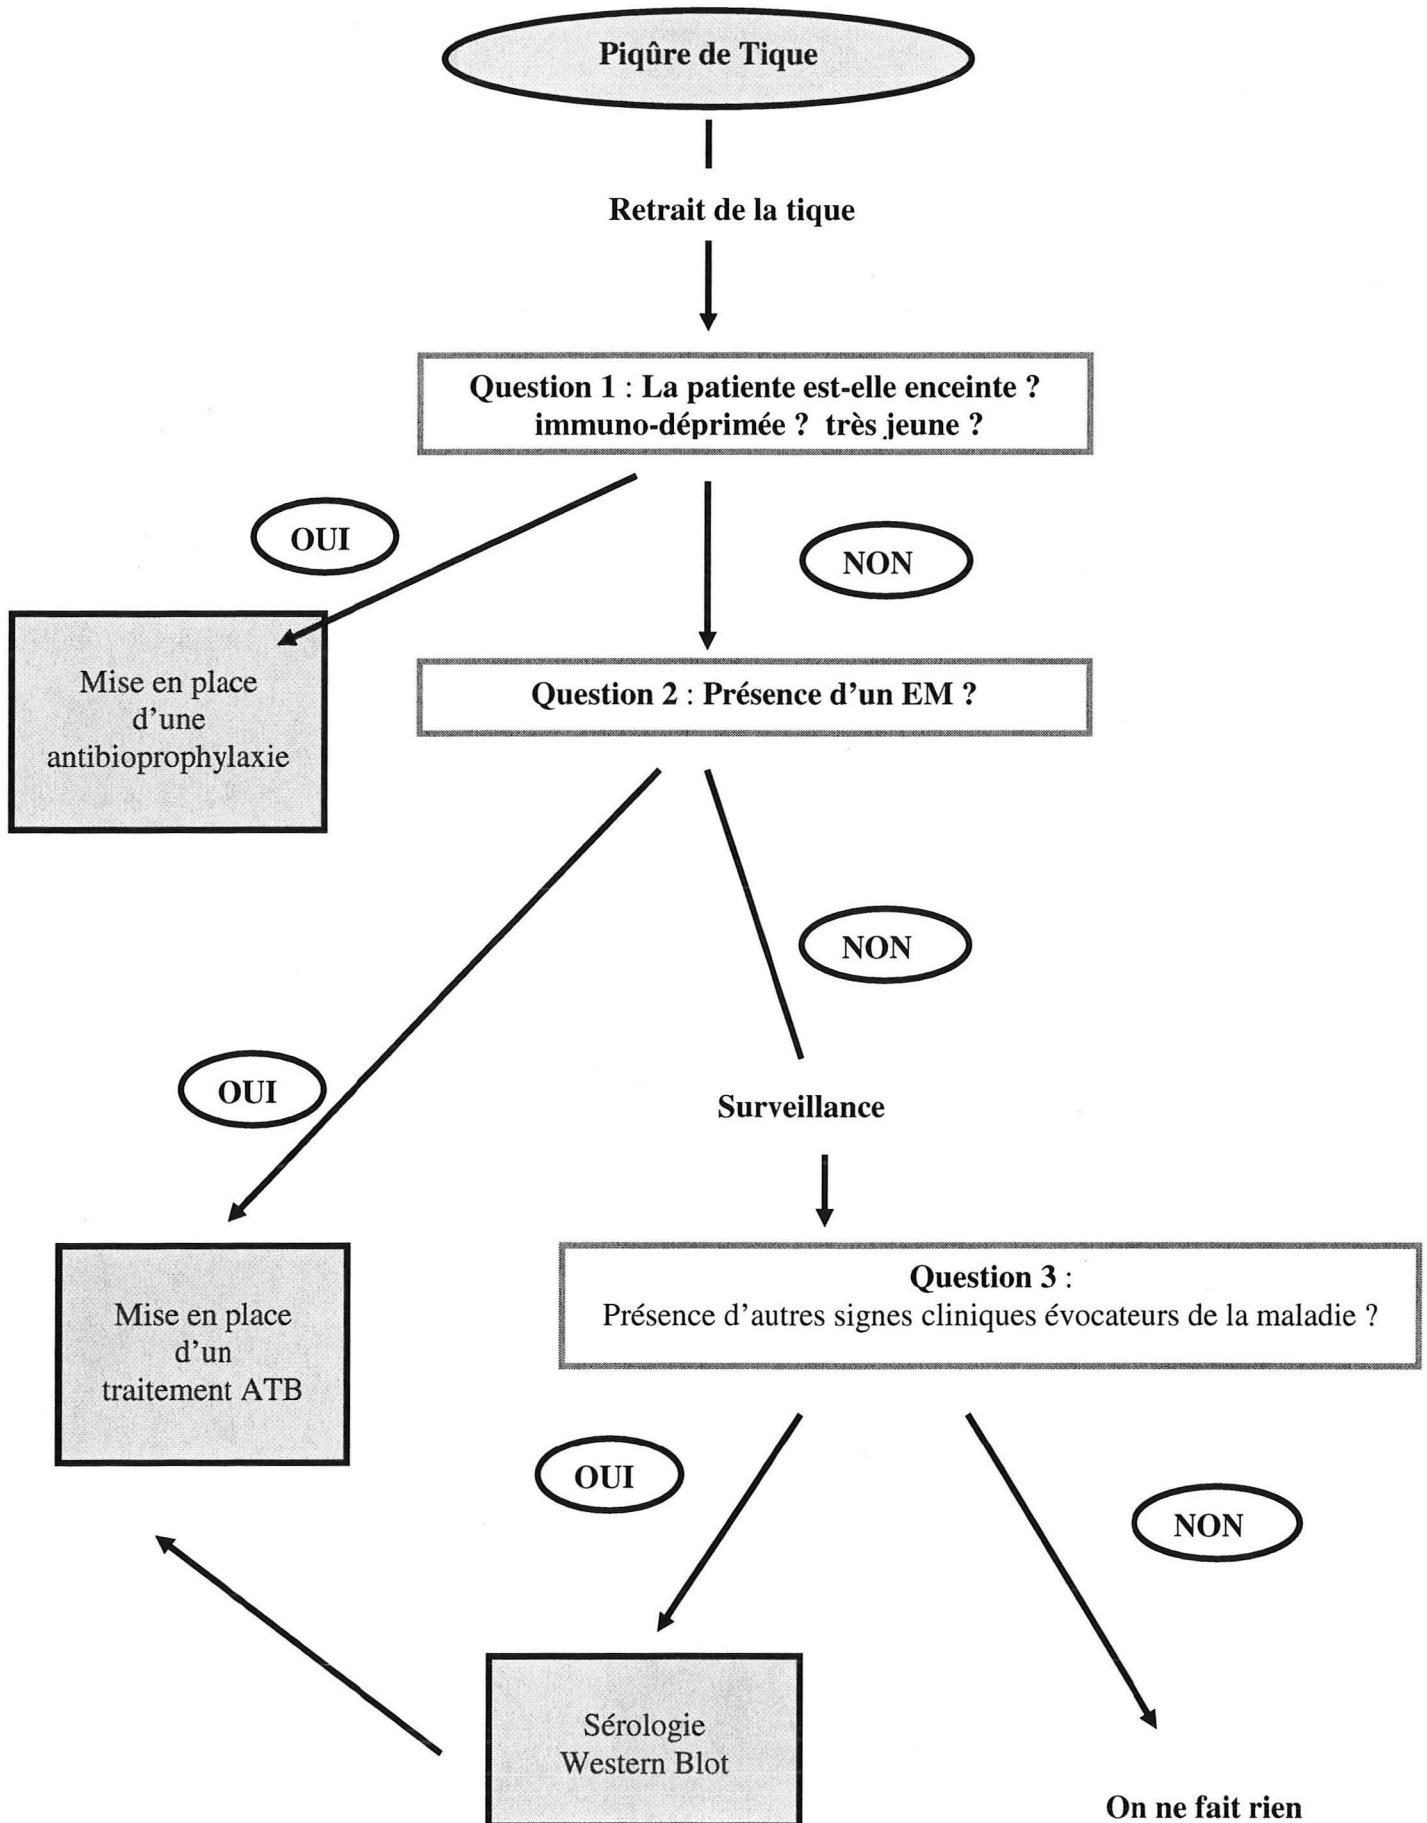 Piqûre de Tique
Retrait de la tique
Question 1 : La patiente est-elle enceinte ?
immuno-déprimée ? très jeune ?
OUI
NON
Mise en place
d'une
antibioprophylaxie
Question 2 : Présence d'un EM ?
NON
OUI
Surveillance
Mise en place
d'un
traitement ATB
Question 3 :
Présence d'autres signes cliniques évocateurs de la maladie ?
OUI
NON
Sérologie
Western Blot
On ne fait rien